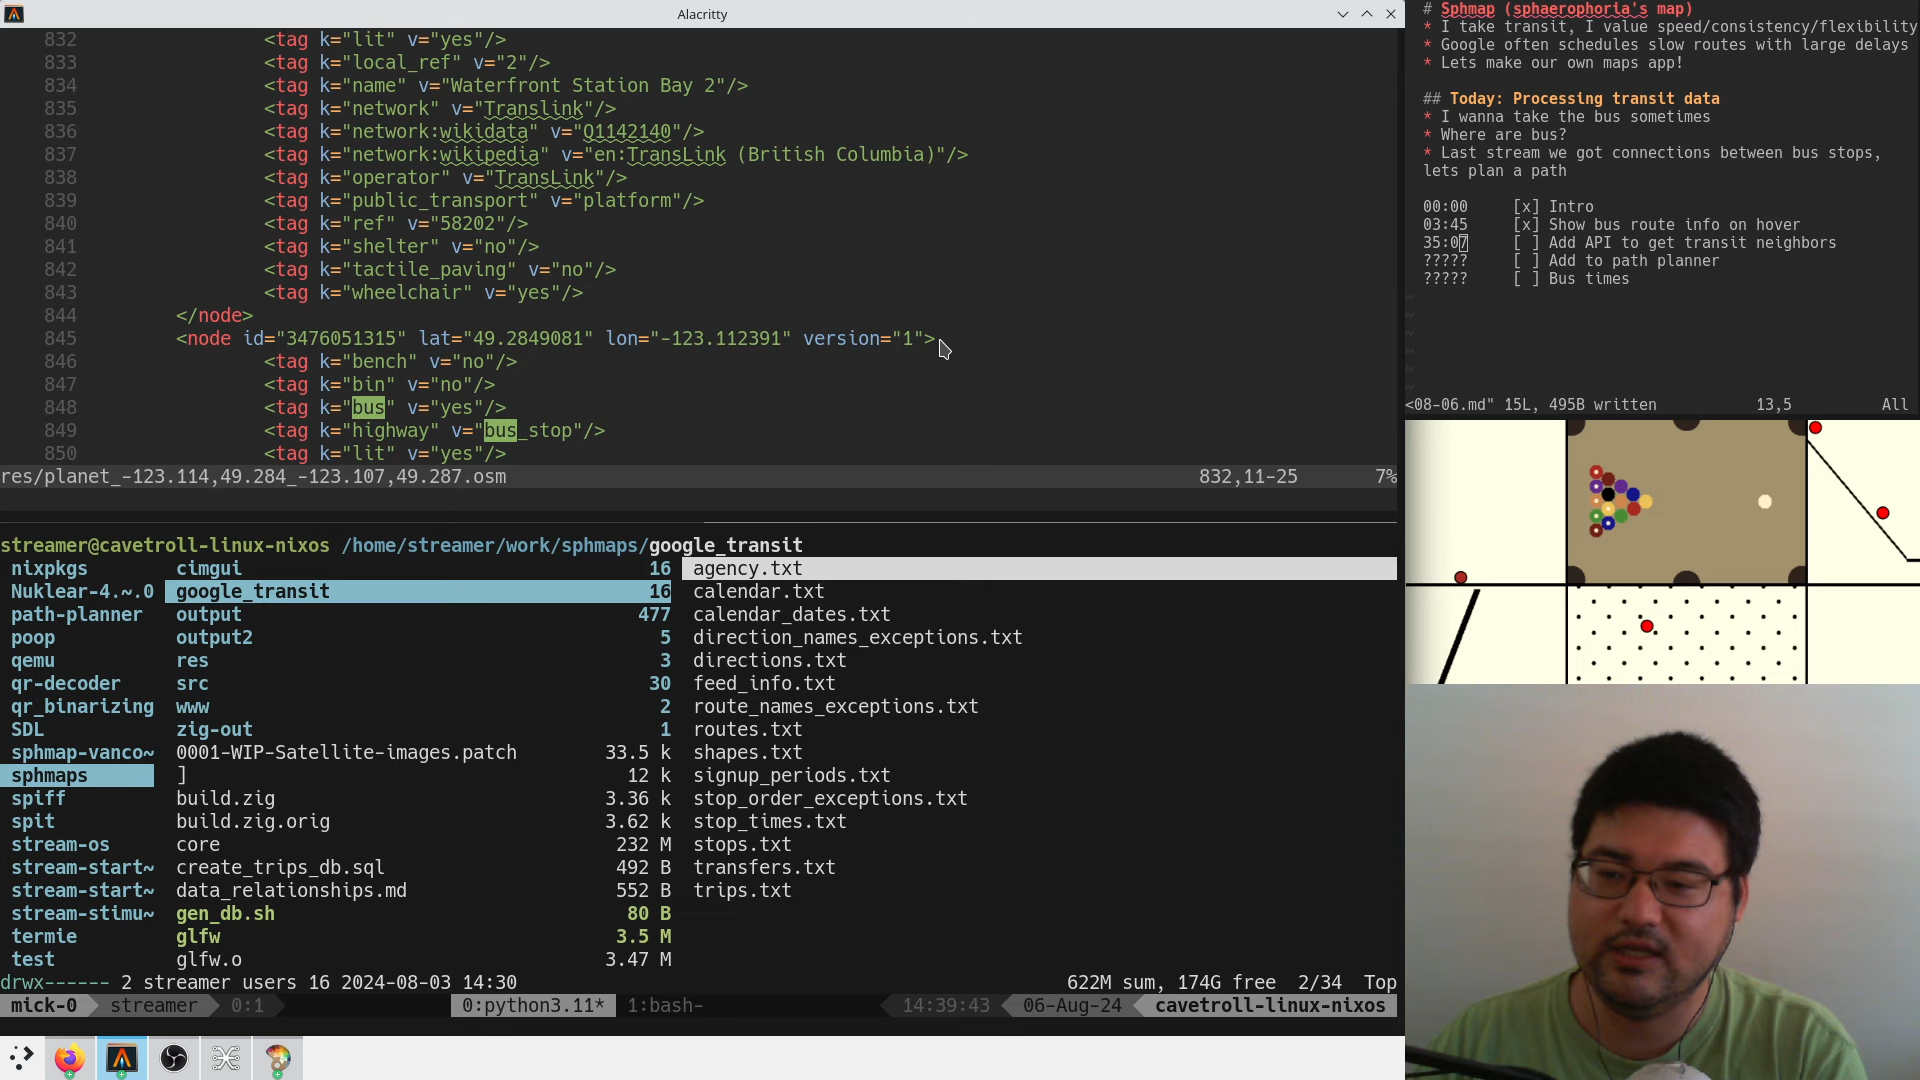 Alacritty
832 <tag k="lit" v="yes"/>
833 <tag k="local_ref" v="2"/>
834 <tag k="name" v="Waterfront Station Bay 2"/>
835 <tag k="network" v="Translink"/>
836 <tag k="network:wikidata" v="Q1142140"/>
837 <tag k="network:wikipedia" v="en:TransLink (British Columbia)"/>
838 <tag k="operator" v="TransLink"/>
839 <tag k="public_transport" v="platform"/>
840 <tag k="ref" v="58202"/>
841 <tag k="shelter" v="no"/>
842 <tag k="tactile_paving" v="no"/>
843 <tag k="wheelchair" v="yes"/>
844 </node>
845 <node id="3476051315" lat="49.2849081" lon="-123.112391" version="1">
846 <tag k="bench" v="no"/>
847 <tag k="bin" v="no"/>
848 <tag k="bus" v="yes"/>
849 <tag k="highway" v="bus_stop"/>
850 <tag k="lit" v="yes"/>
res/planet_-123.114,49.284_-123.107,49.287.osm 832,11-25 7%
streamer@cavetroll-linux-nixos /home/streamer/work/sphmaps/google_transit
nixpkgs cimgui 16 agency.txt
Nuklear-4.~.0 google_transit 16 calendar.txt
path-planner output 477 calendar_dates.txt
poop output2 5 direction_names_exceptions.txt
qemu res 3 directions.txt
qr-decoder src 30 feed_info.txt
qr_binarizing www 2 route_names_exceptions.txt
SDL zig-out 1 routes.txt
sphmap-vanco~ 0001-WIP-Satellite-images.patch 33.5 k shapes.txt
sphmaps ] 12 k signup_periods.txt
spiff build.zig 3.36 k stop_order_exceptions.txt
spit build.zig.orig 3.62 k stop_times.txt
stream-os core 232 M stops.txt
stream-start~ create_trips_db.sql 492 B transfers.txt
stream-start~ data_relationships.md 552 B trips.txt
stream-stimu~ gen_db.sh 80 B
termie glfw 3.5 M
test glfw.o 3.47 M
drwx------ 2 streamer users 16 2024-08-03 14:30 622M sum, 174G free 2/34 Top
mick-0 streamer 0:1 0:python3.11* 1:bash- 14:39:43 06-Aug-24 cavetroll-linux-nixos
# Sphmap (sphaerophoria's map)
* I take transit, I value speed/consistency/flexibility
* Google often schedules slow routes with large delays
* Lets make our own maps app!
## Today: Processing transit data
* I wanna take the bus sometimes
* Where are bus?
* Last stream we got connections between bus stops,
lets plan a path
00:00 [x] Intro
03:45 [x] Show bus route info on hover
35:07 [ ] Add API to get transit neighbors
????? [ ] Add to path planner
????? [ ] Bus times
~
~
~
~
~
~
<08-06.md" 15L, 495B written 13,5 All